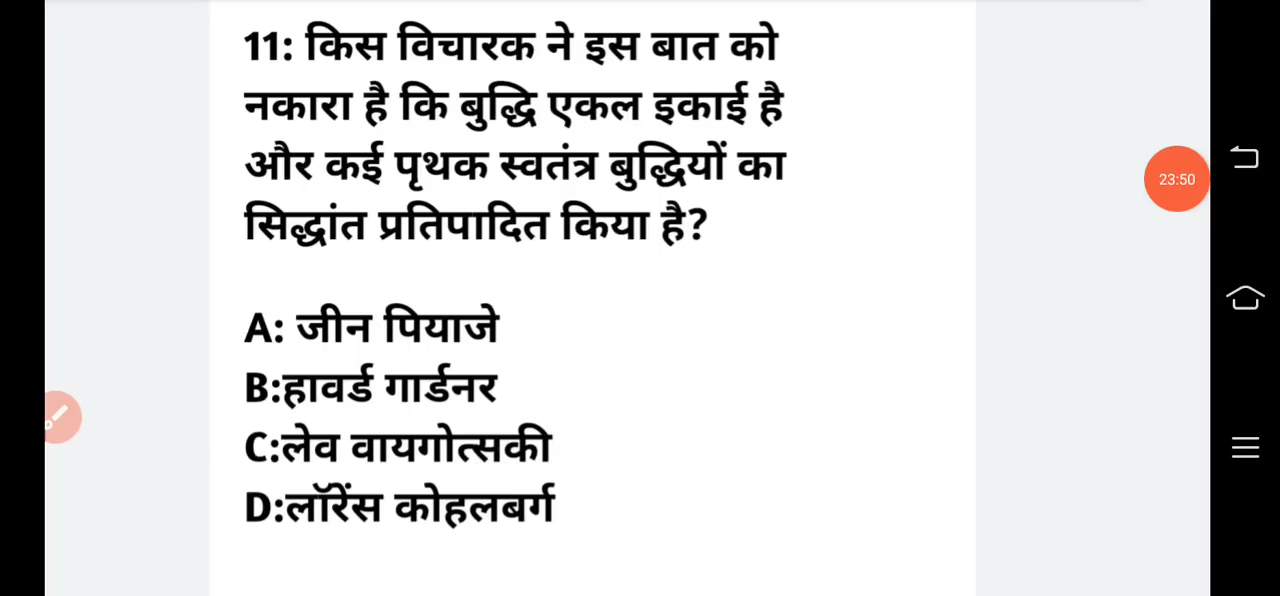 11: किस विचारक ने इस बात को
नकारा है कि बुद्धि एकल इकाई है
और कई पृथक स्वतंत्र बुद्धियों का
सिद्धांत प्रतिपादित किया है?
A: जीन पियाजे
B:हावर्ड गार्डनर
C:लेव वायगोत्सकी
D:लॉरेंस कोहलबर्ग
23:50